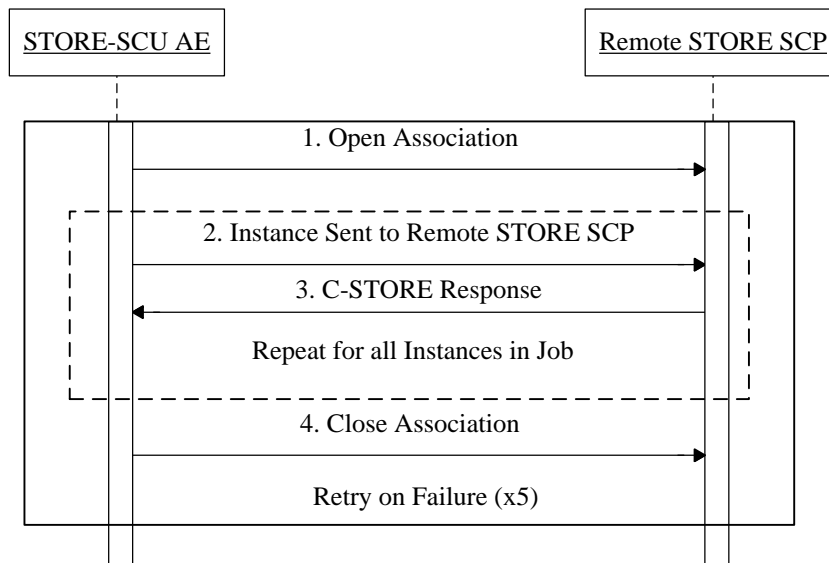 STORE-SCU AE
Remote STORE SCP
1. Open Association
2. Instance Sent to Remote STORE SCP
3. C-STORE Response
Repeat for all Instances in Job
4. Close Association
Retry on Failure (x5)